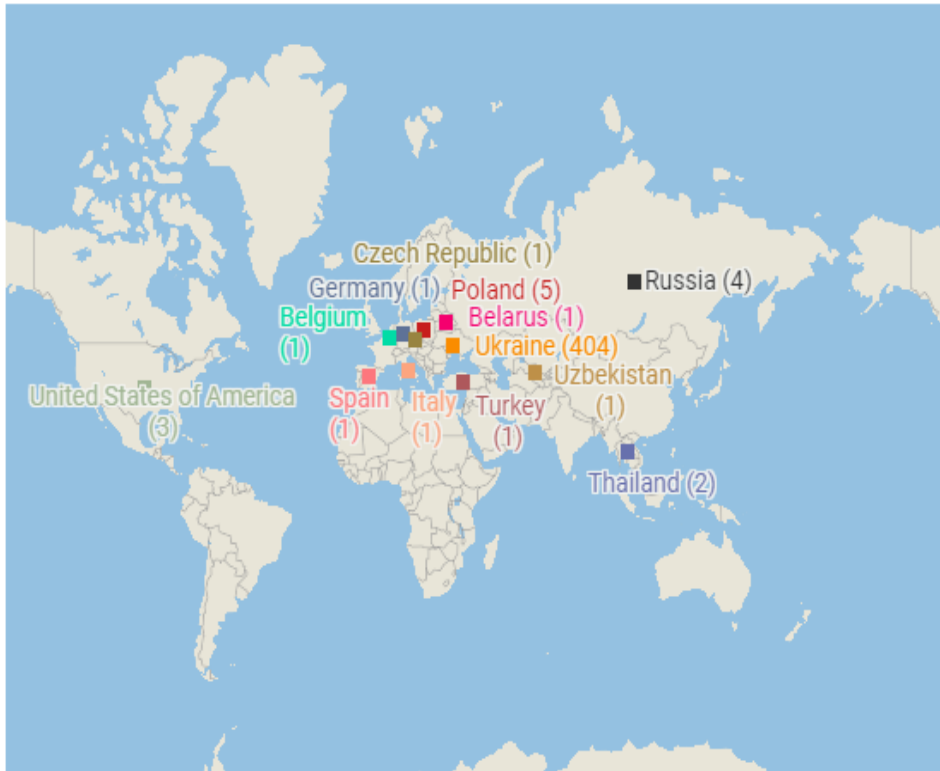 Czech Republic (1)
Germany (1)
Poland (5)
Russia (4)
Belgium
(1)
Belarus (1)
Ukraine (404)
United States of America
(3)
Spain
(1)
Italy
(1)
Turkey
(1)
Uzbekistan
(1)
Thailand (2)